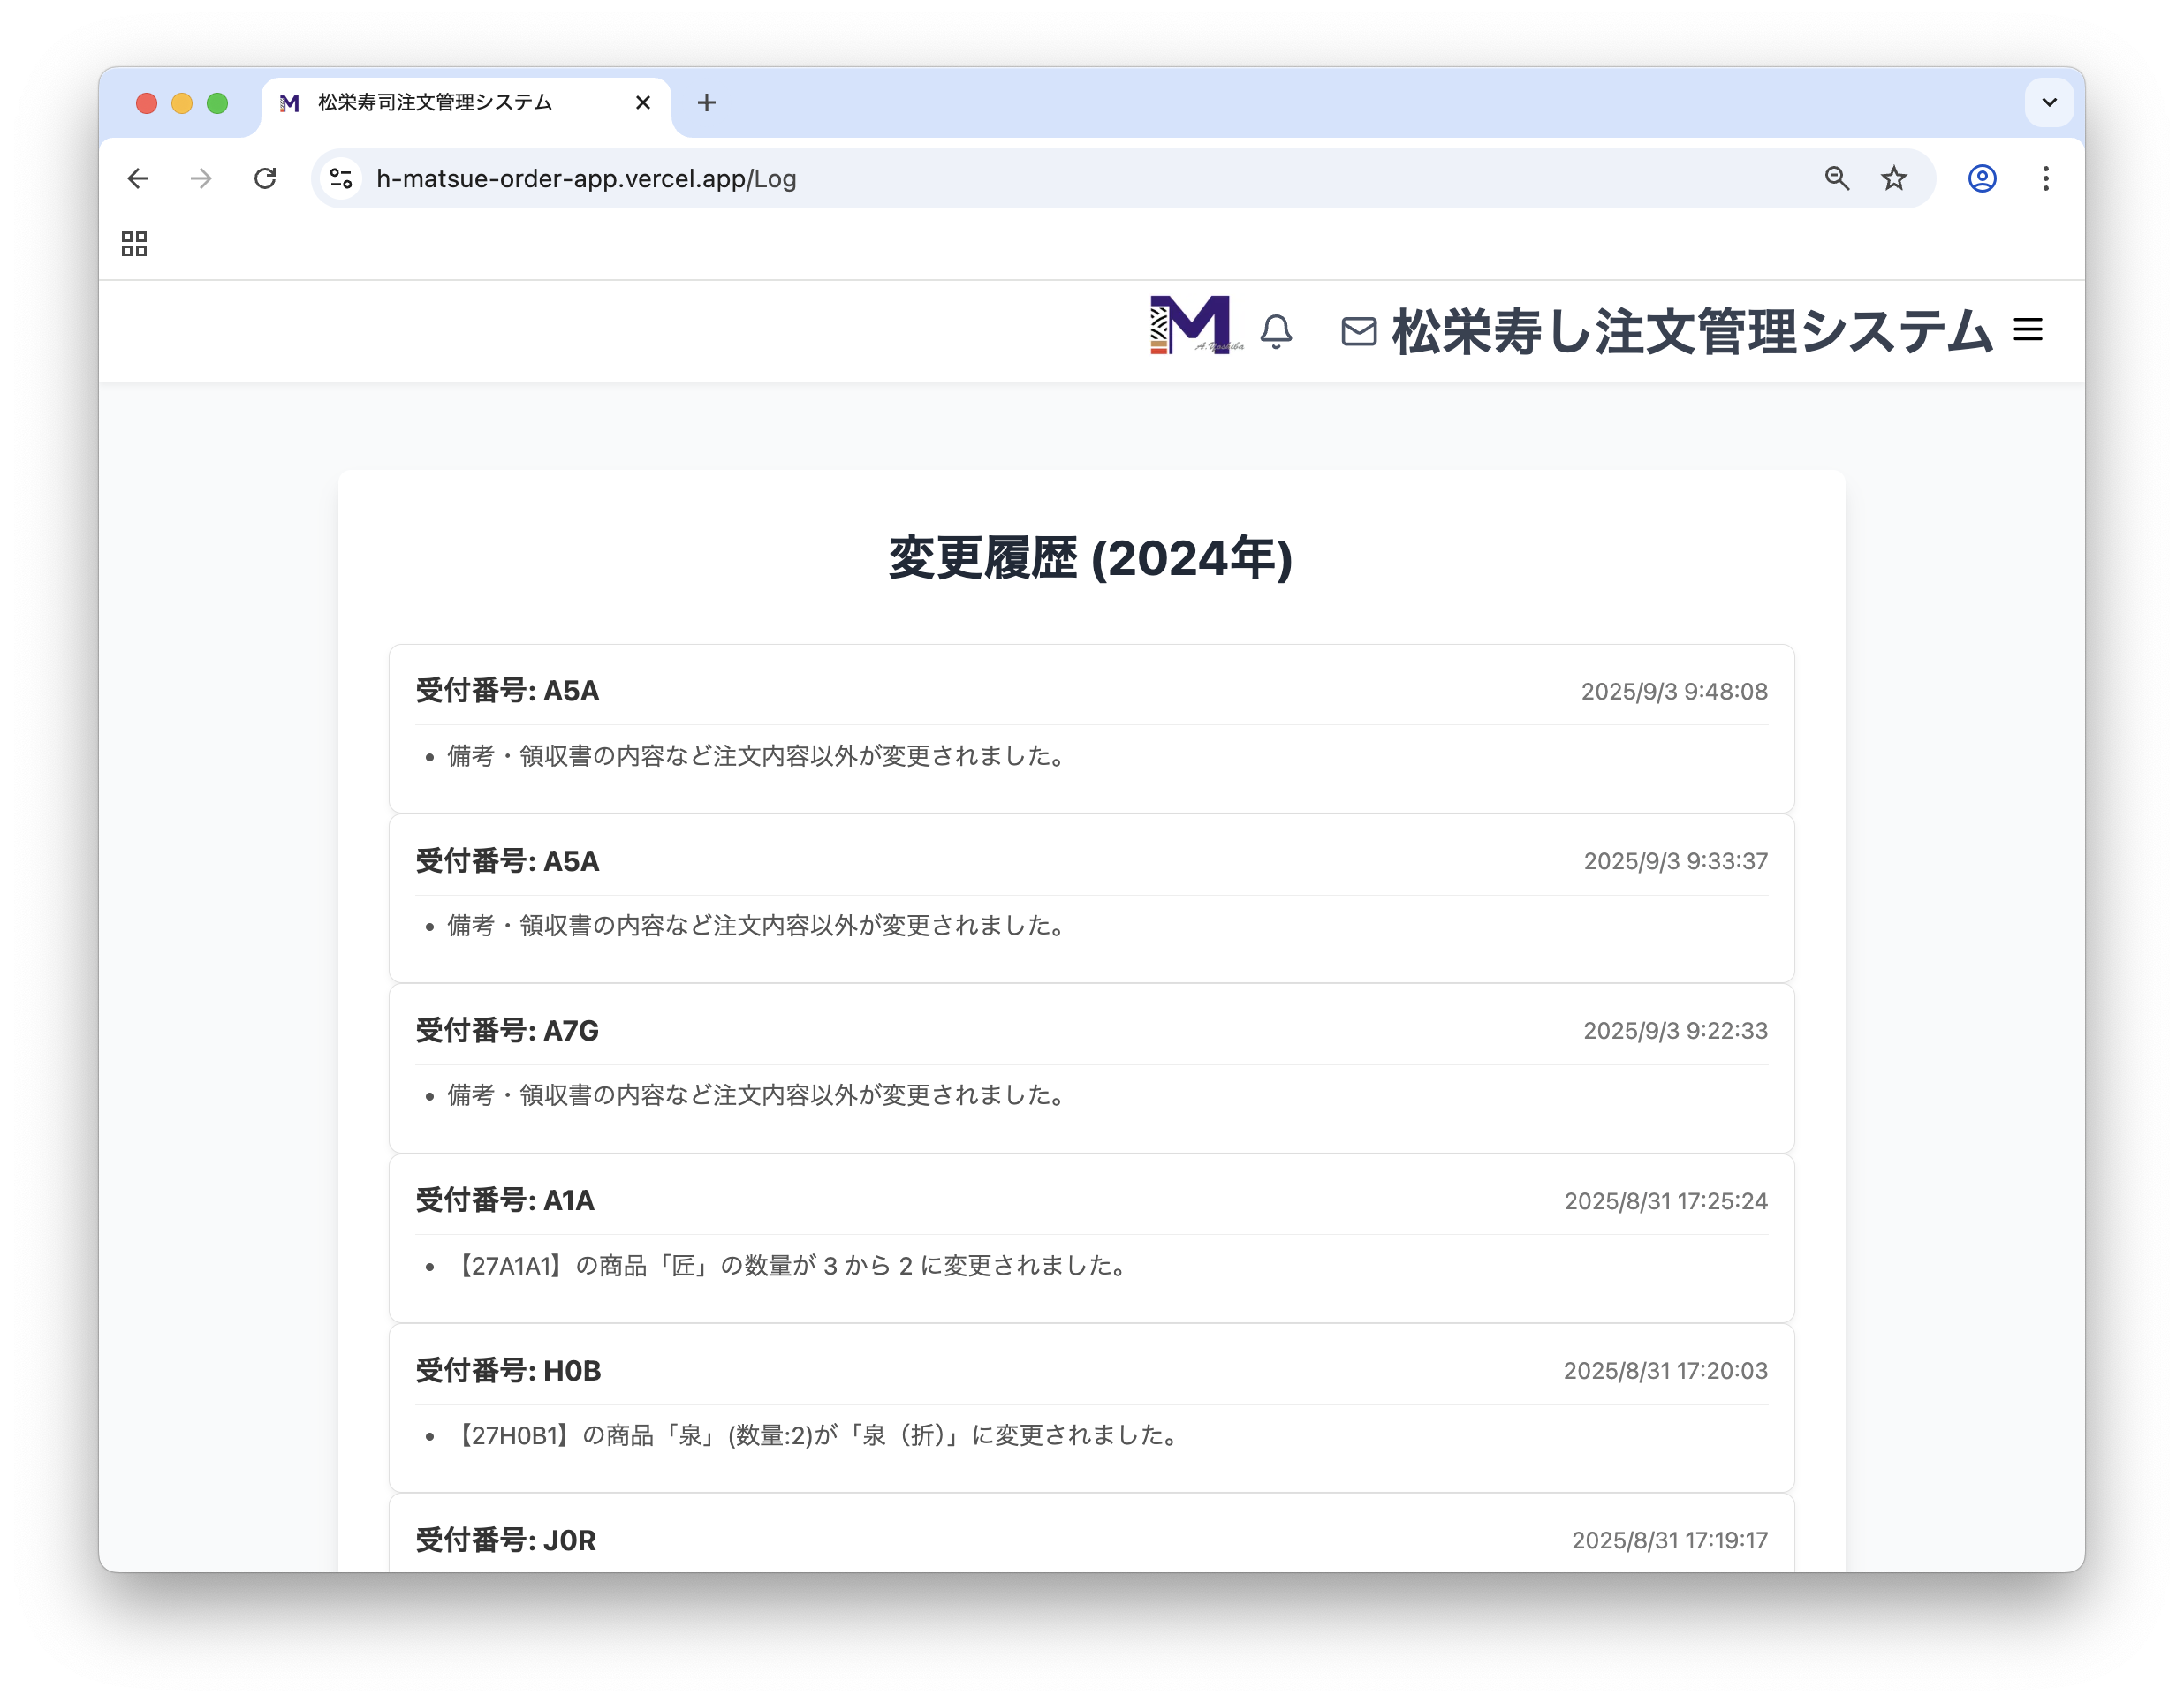 松栄寿司注文管理システム
h-matsue-order-app.vercel.app/Log
M
A.Yoshiba
松栄寿し注文管理システム
変更履歴 (2024年)
受付番号: A5A
2025/9/3 9:48:08
備考・領収書の内容など注文内容以外が変更されました。
受付番号: A5A
2025/9/3 9:33:37
備考・領収書の内容など注文内容以外が変更されました。
受付番号: A7G
2025/9/3 9:22:33
備考・領収書の内容など注文内容以外が変更されました。
受付番号: A1A
2025/8/31 17:25:24
【27A1A1】の商品「匠」の数量が 3 から 2 に変更されました。
受付番号: H0B
2025/8/31 17:20:03
【27H0B1】の商品「泉」(数量:2)が「泉（折）」に変更されました。
受付番号: J0R
2025/8/31 17:19:17